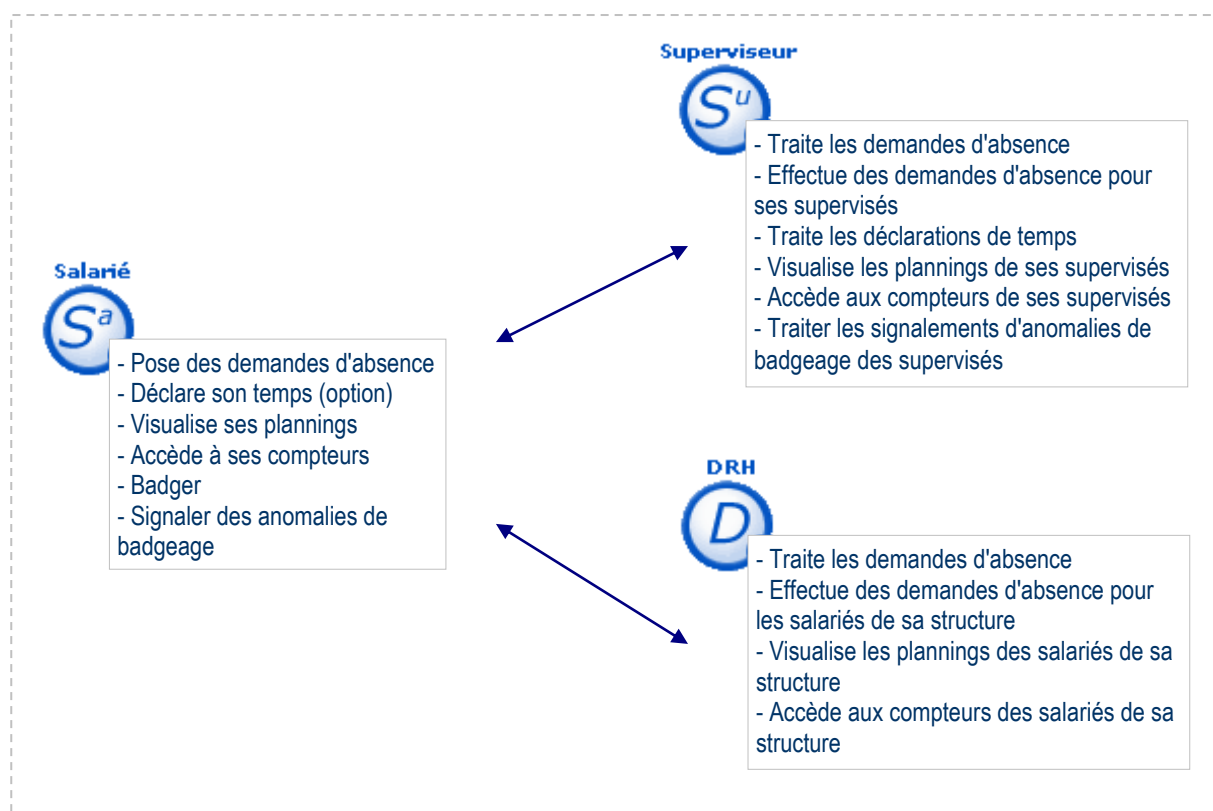 Superviseur
Su
- Traite les demandes d'absence
- Effectue des demandes d'absence pour
ses supervisés
- Traite les déclarations de temps
- Visualise les plannings de ses supervisés
- Accède aux compteurs de ses supervisés
- Traiter les signalements d'anomalies de
badgeage des supervisés
Salarié
Sa
- Pose des demandes d'absence
- Déclare son temps (option)
- Visualise ses plannings
- Accède à ses compteurs
- Badger
- Signaler des anomalies de
badgeage
DRH
D
- Traite les demandes d'absence
- Effectue des demandes d'absence pour
les salariés de sa structure
- Visualise les plannings des salariés de sa
structure
- Accède aux compteurs des salariés de sa
structure